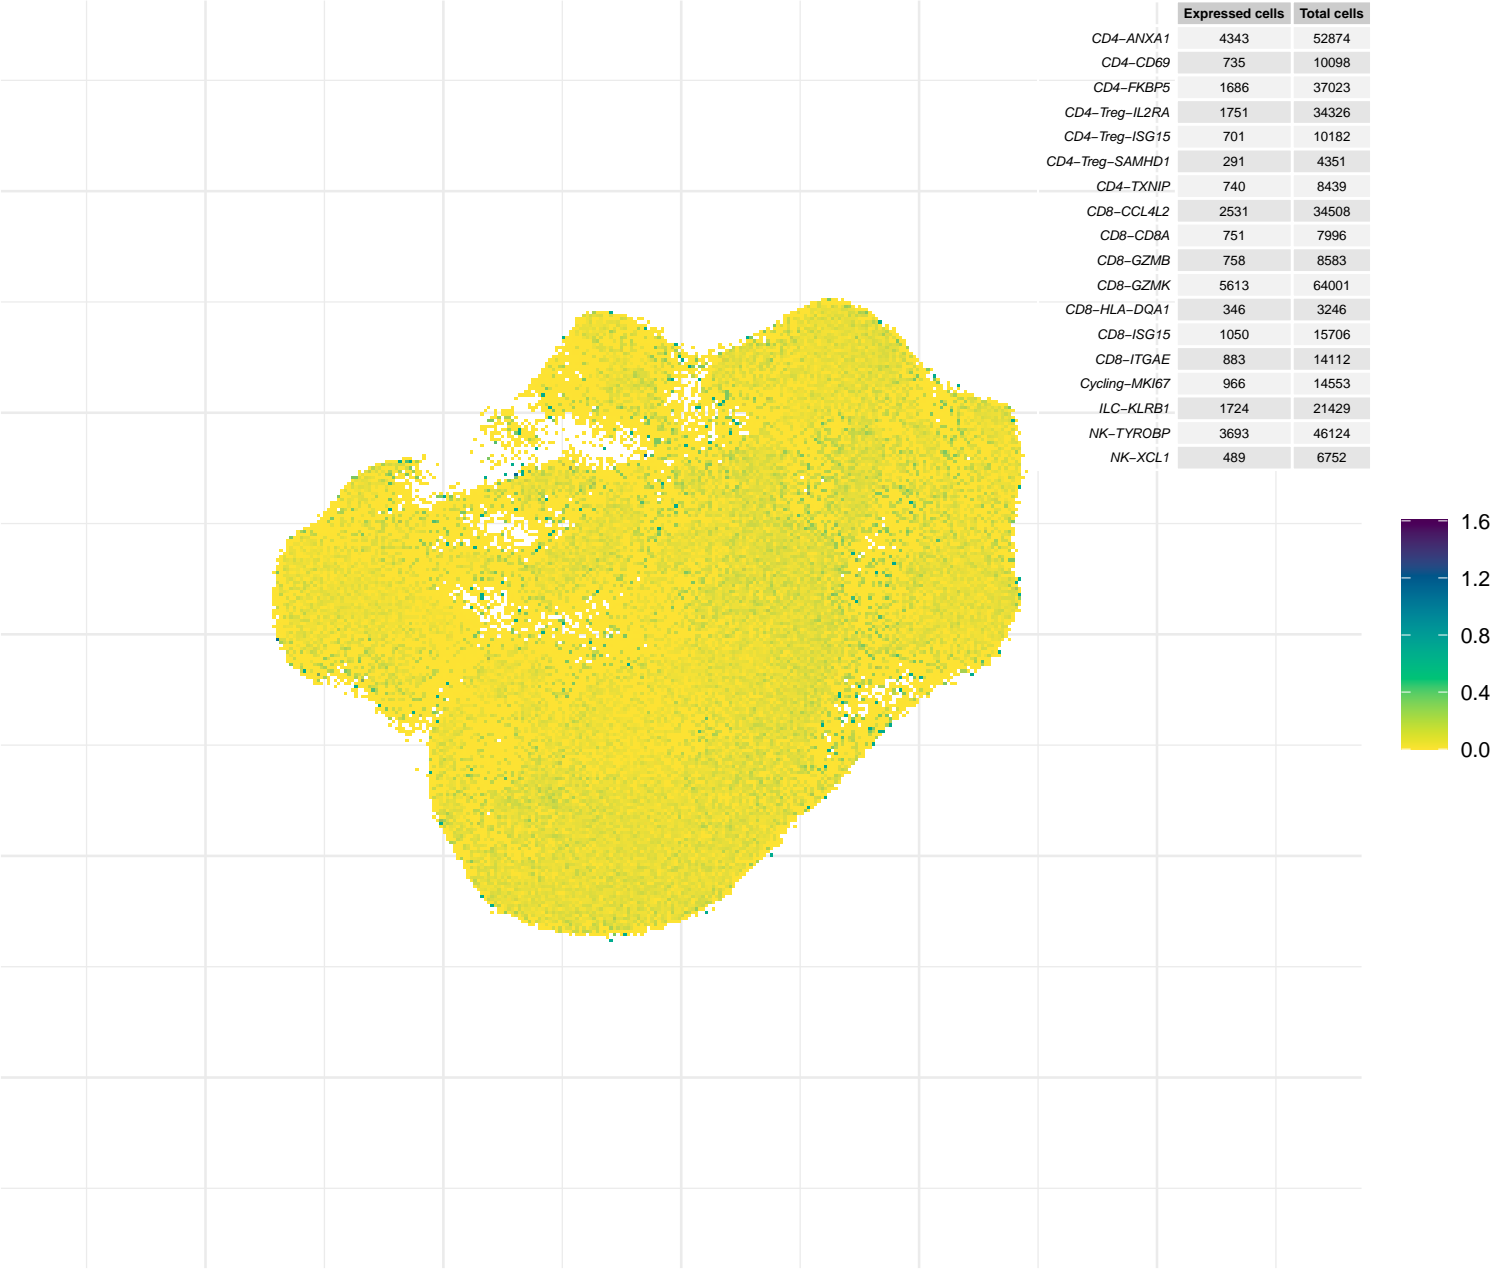 Expressed cells Total cells
CD4−ANXA1 4343 52874
CD4−CD69 735 10098
CD4−FKBP5 1686 37023
CD4−Treg−IL2RA 1751 34326
CD4−Treg−ISG15 701 10182
CD4−Treg−SAMHD1 291 4351
CD4−TXNIP 740 8439
CD8−CCL4L2 2531 34508
CD8−CD8A 751 7996
CD8−GZMB 758 8583
CD8−GZMK 5613 64001
CD8−HLA−DQA1 346 3246
CD8−ISG15 1050 15706
CD8−ITGAE 883 14112
Cycling−MKI67 966 14553
ILC−KLRB1 1724 21429
NK−TYROBP 3693 46124
NK−XCL1 489 6752
1.6
1.2
0.8
0.4
0.0